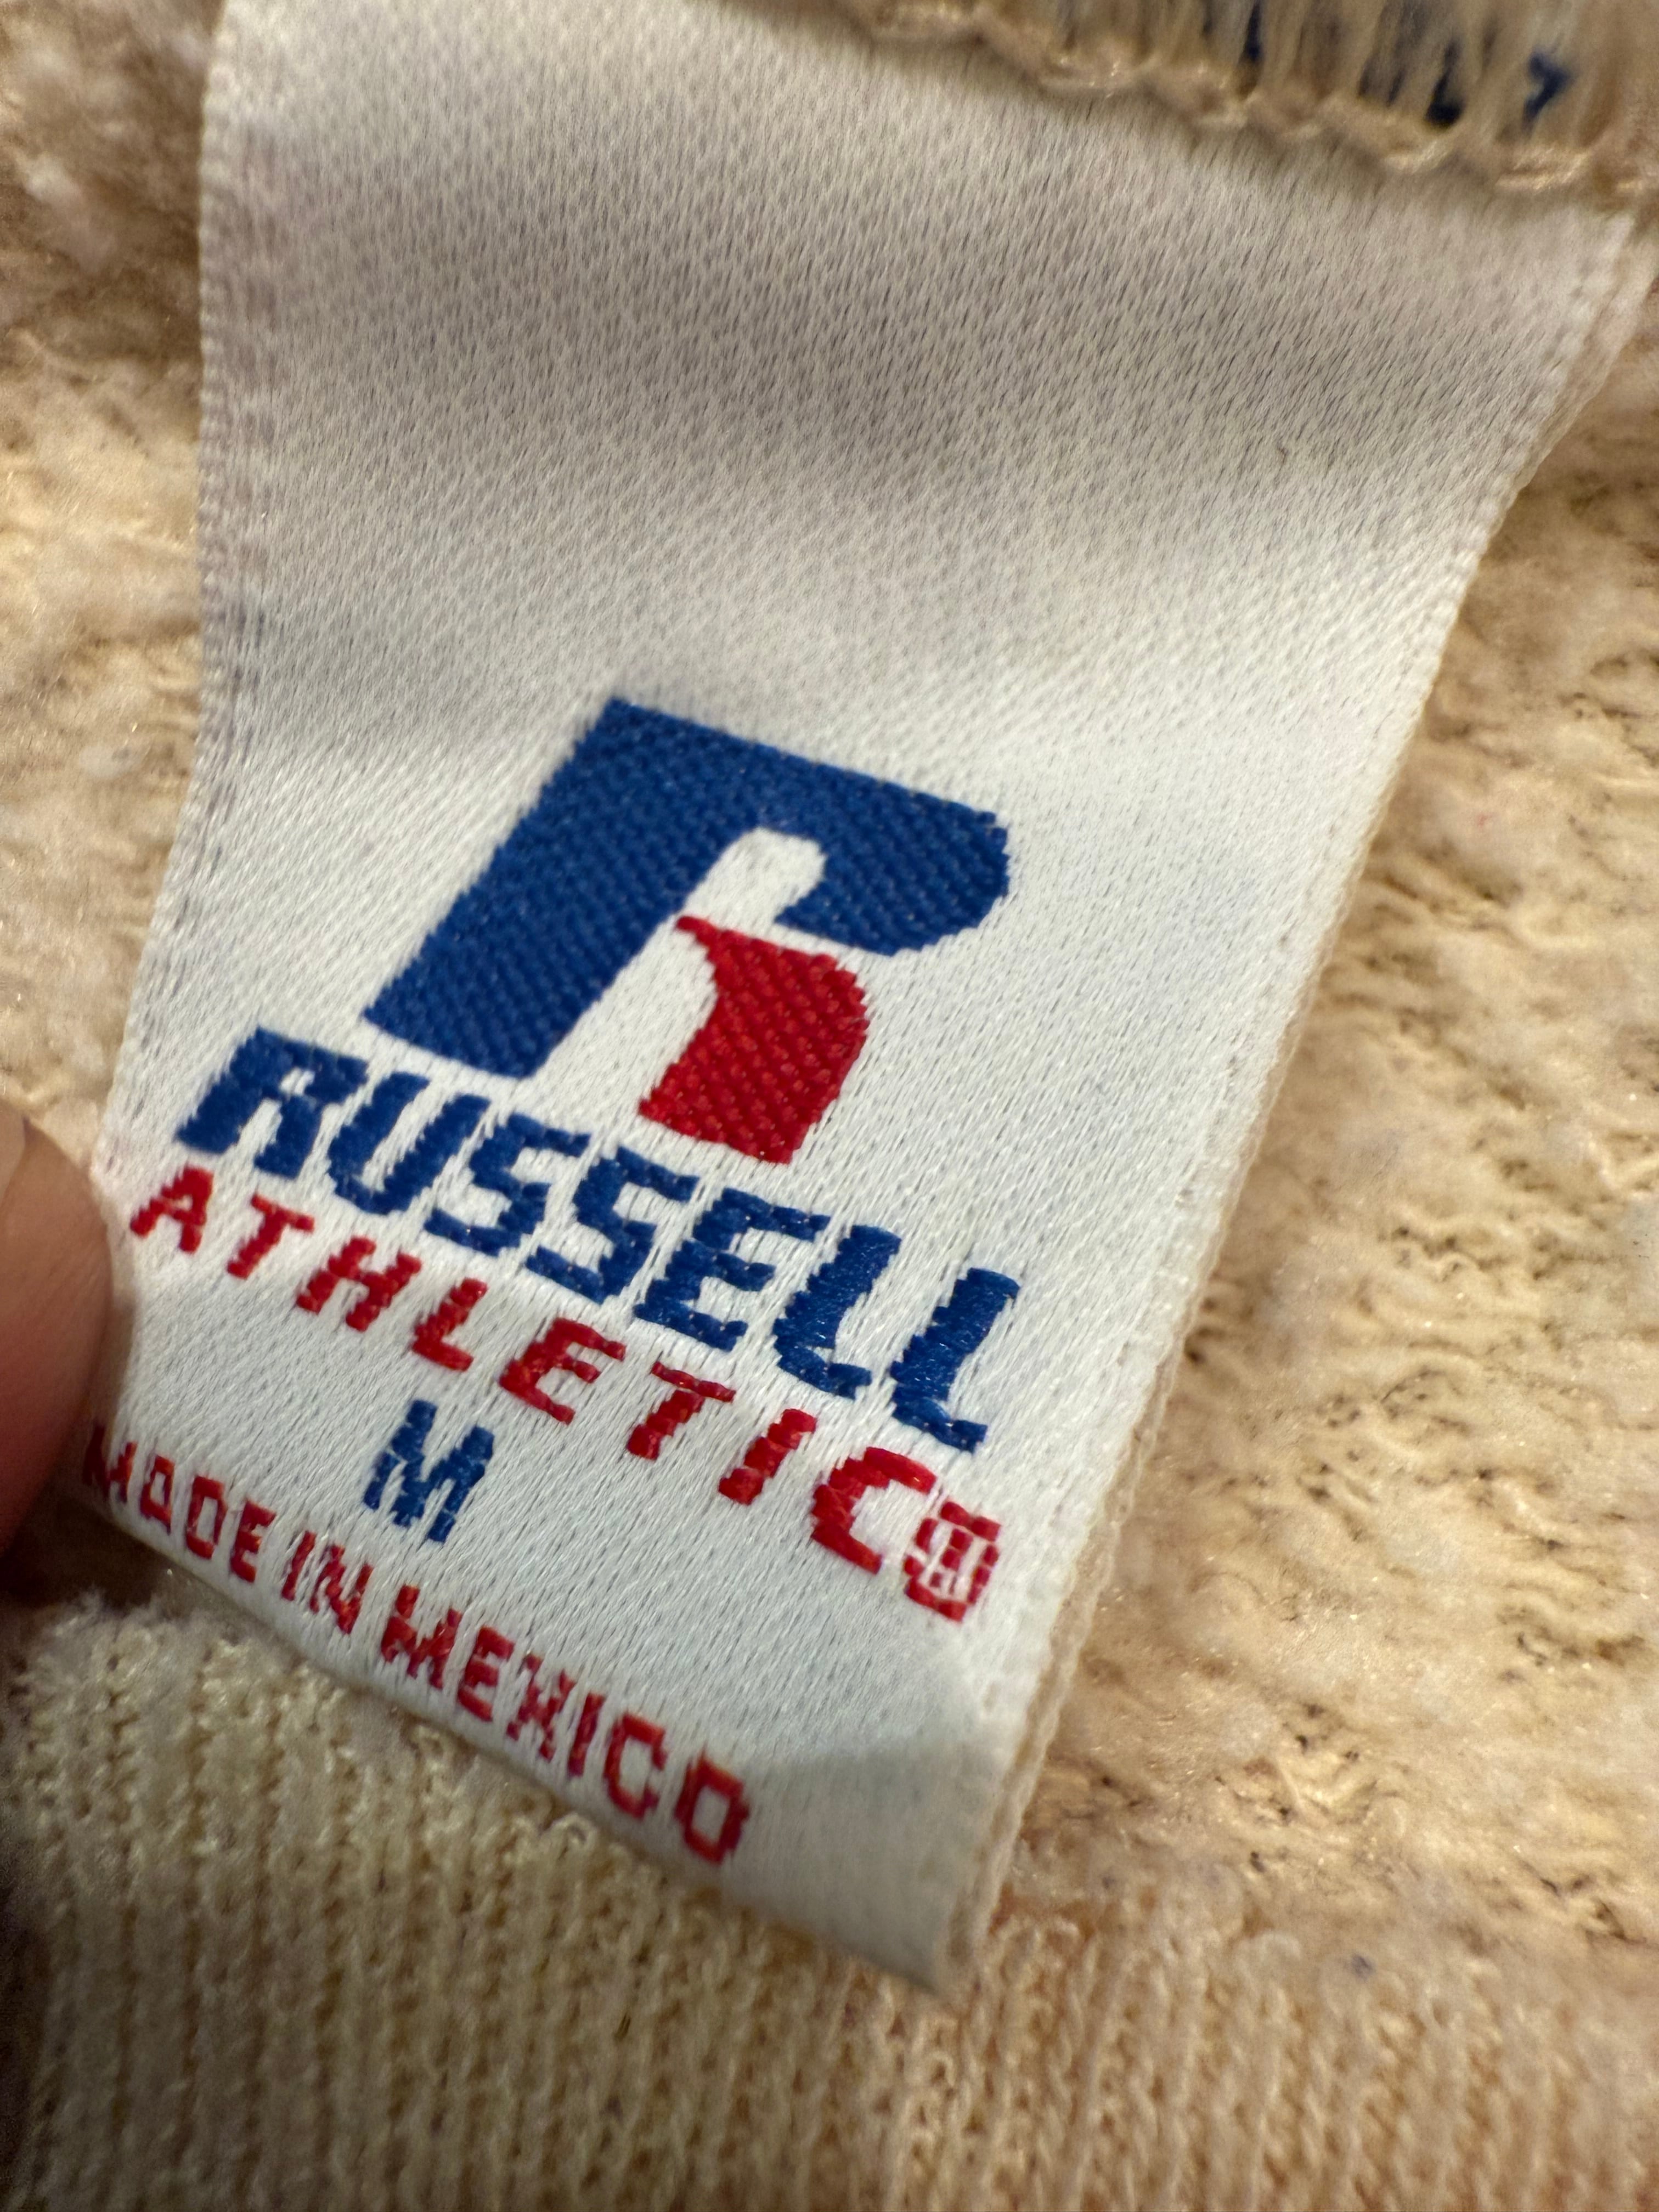 R
RUSSELL
ATHLETIC®
M
MADE IN MEXICO